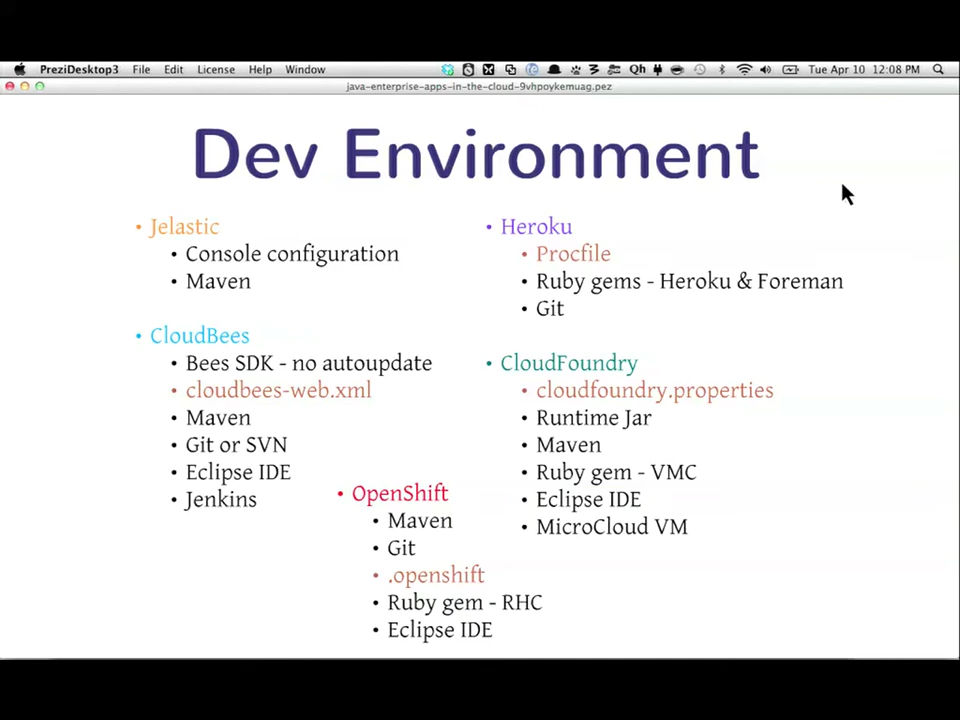 PreziDesktop3 File Edit License Help Window Qh Tue Apr 10 12:08 PM
java-enterprise-apps-in-the-cloud-9vhpoykemuag.pez
Dev Environment
• Jelastic
• Console configuration
• Maven
• CloudBees
• Bees SDK - no autoupdate
• cloudbees-web.xml
• Maven
• Git or SVN
• Eclipse IDE
• Jenkins
• Heroku
• Procfile
• Ruby gems - Heroku & Foreman
• Git
• CloudFoundry
• cloudfoundry.properties
• Runtime Jar
• Maven
• Ruby gem - VMC
• Eclipse IDE
• MicroCloud VM
• OpenShift
• Maven
• Git
• .openshift
• Ruby gem - RHC
• Eclipse IDE